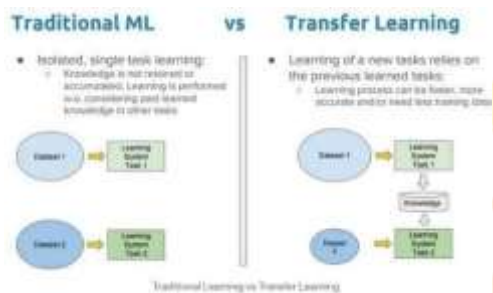 Traditional ML vs Transfer Learning
Isolated, single task learning:
Knowledge is not retained or
accumulated. Learning is performed
w.o. considering past learned
knowledge in other tasks
Learning of a new tasks relies on
the previous learned tasks:
Learning process can be faster, more
accurate and/or need less training data
Dataset 1
Learning
System
Task 1
Dataset 2
Learning
System
Task 2
Dataset 1
Learning
System
Task 1
Knowledge
Dataset
2
Learning
System
Task 2
Traditional Learning vs Transfer Learning